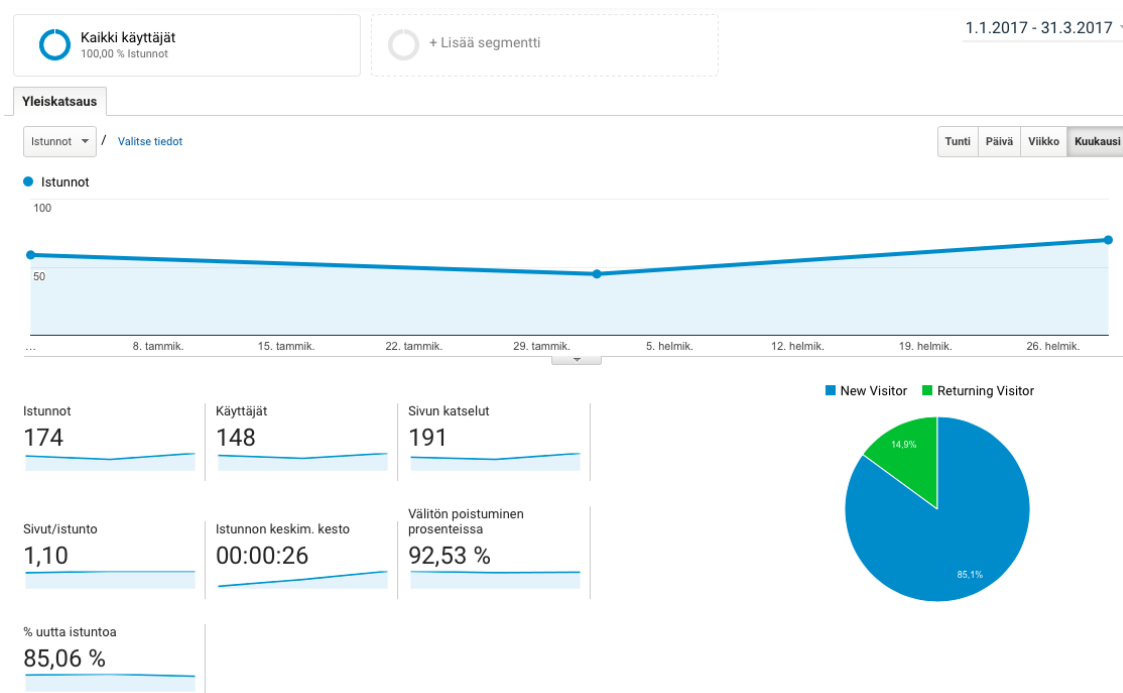 Kaikki käyttäjät
100,00 % Istunnot
+ Lisää segmentti
1.1.2017 - 31.3.2017
Yleiskatsaus
Istunnot
/ Valitse tiedot
Tunti Päivä Viikko Kuukausi
Istunnot
100
50
... 8. tammik. 15. tammik. 22. tammik. 29. tammik. 5. helmik. 12. helmik. 19. helmik. 26. helmik.
New Visitor Returning Visitor
Istunnot
174
Käyttäjät
148
Sivun katselut
191
14,9%
85,1%
Sivut/istunto
1,10
Istunnon keskim. kesto
00:00:26
Välitön poistuminen
prosenteissa
92,53 %
% uutta istuntoa
85,06 %